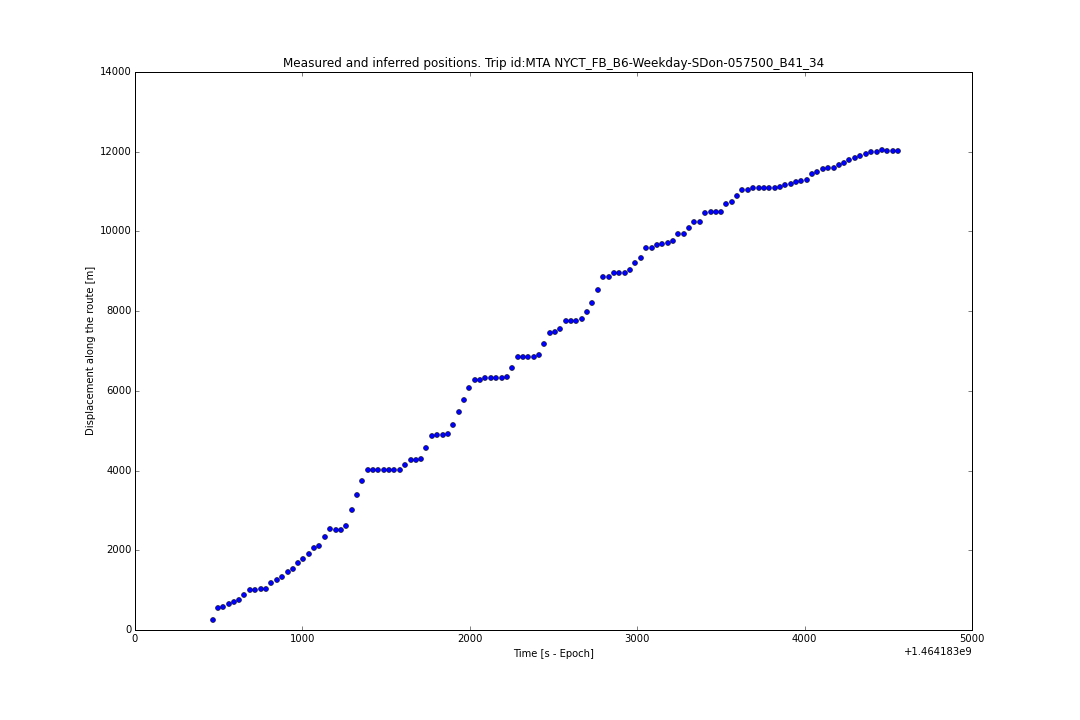 Measured and inferred positions. Trip id:MTA NYCT_FB_B6-Weekday-SDon-057500_B41_34
14000
12000
10000
8000
6000
4000
2000
0
Displacement along the route [m]
0 1000 2000 3000 4000 5000
Time [s - Epoch]
+1.464183e9